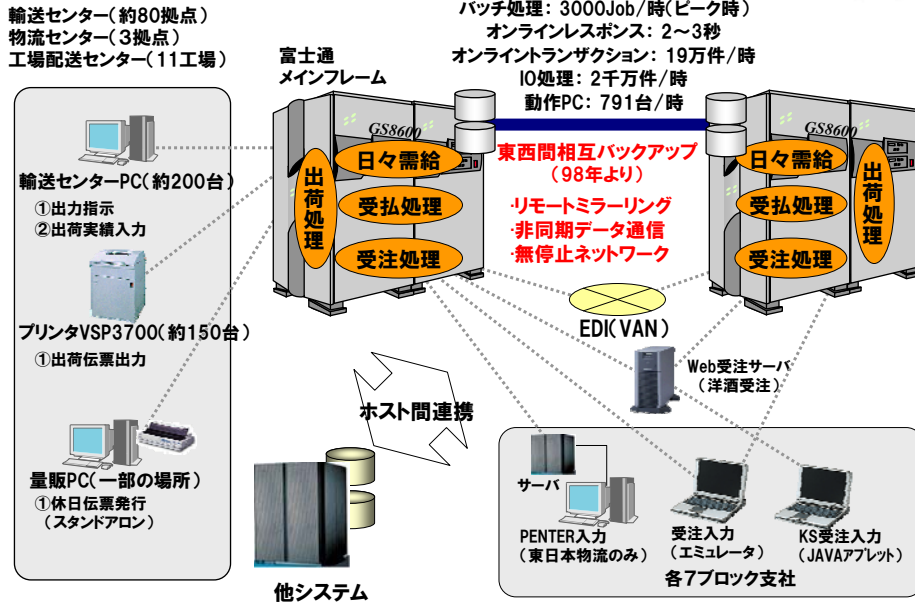 輸送センター(約80拠点)
物流センター(3拠点)
工場配送センター(11工場)
富士通
メインフレーム
バッチ処理: 3000Job/時(ピーク時)
オンラインレスポンス: 2～3秒
オンライントランザクション: 19万件/時
IO処理: 2千万件/時
動作PC: 791台/時
GS8600
出荷処理
日々需給
受払処理
受注処理
東西間相互バックアップ
(98年より)
・リモートミラーリング
・非同期データ通信
・無停止ネットワーク
GS8600
日々需給
受払処理
受注処理
出荷処理
輸送センターPC(約200台)
①出力指示
②出荷実績入力
プリンタVSP3700(約150台)
①出荷伝票出力
量販PC(一部の場所)
①休日伝票発行
(スタンドアロン)
EDI(VAN)
Web受注サーバ
(洋酒受注)
ホスト間連携
他システム
サーバ
PENTER入力
(東日本物流のみ)
受注入力
(エミュレータ)
KS受注入力
(JAVAアプレット)
各7ブロック支社